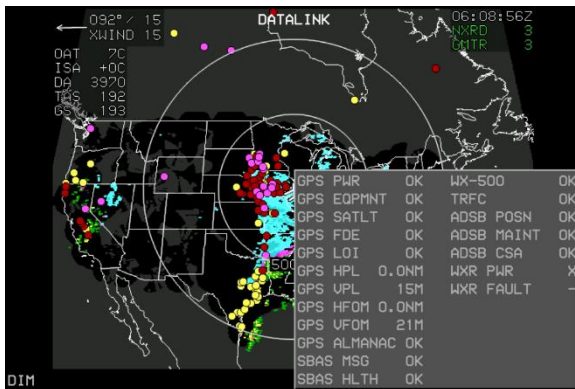 092°/ 15
XWIND 15
DATALINK
06:08:56Z
NXRD 3
GMTR 3
OAT 7C
ISA +0C
DA 3970
TAS 192
GS 193
GPS PWR OK
WX-500 OK
GPS EQPMNT OK
TRFC OK
GPS SATLT OK
ADSB POSN OK
GPS FDE OK
ADSB MAINT OK
GPS LOI OK
ADSB CSA OK
GPS HPL 0.0NM
WXR PWR X
GPS VPL 15M
WXR FAULT -
GPS HFOM 0.0NM
GPS VFOM 21M
GPS ALMANAC OK
SBAS MSG OK
SBAS HLTH OK
DIM